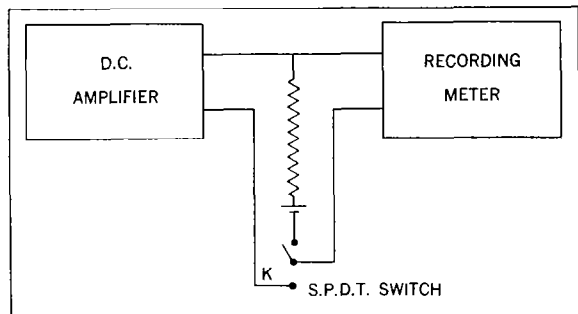 D.C.
AMPLIFIER
RECORDING
METER
K
S.P.D.T. SWITCH